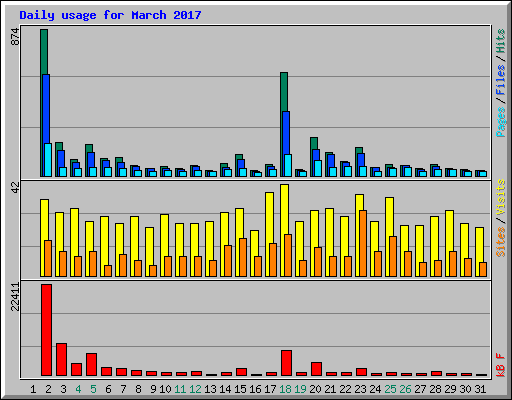 Daily usage for March 2017
874
Pages / Files / Hits
42
Sites / Visits
22411
kB F
1 2 3 4 5 6 7 8 9 10 11 12 13 14 15 16 17 18 19 20 21 22 23 24 25 26 27 28 29 30 31